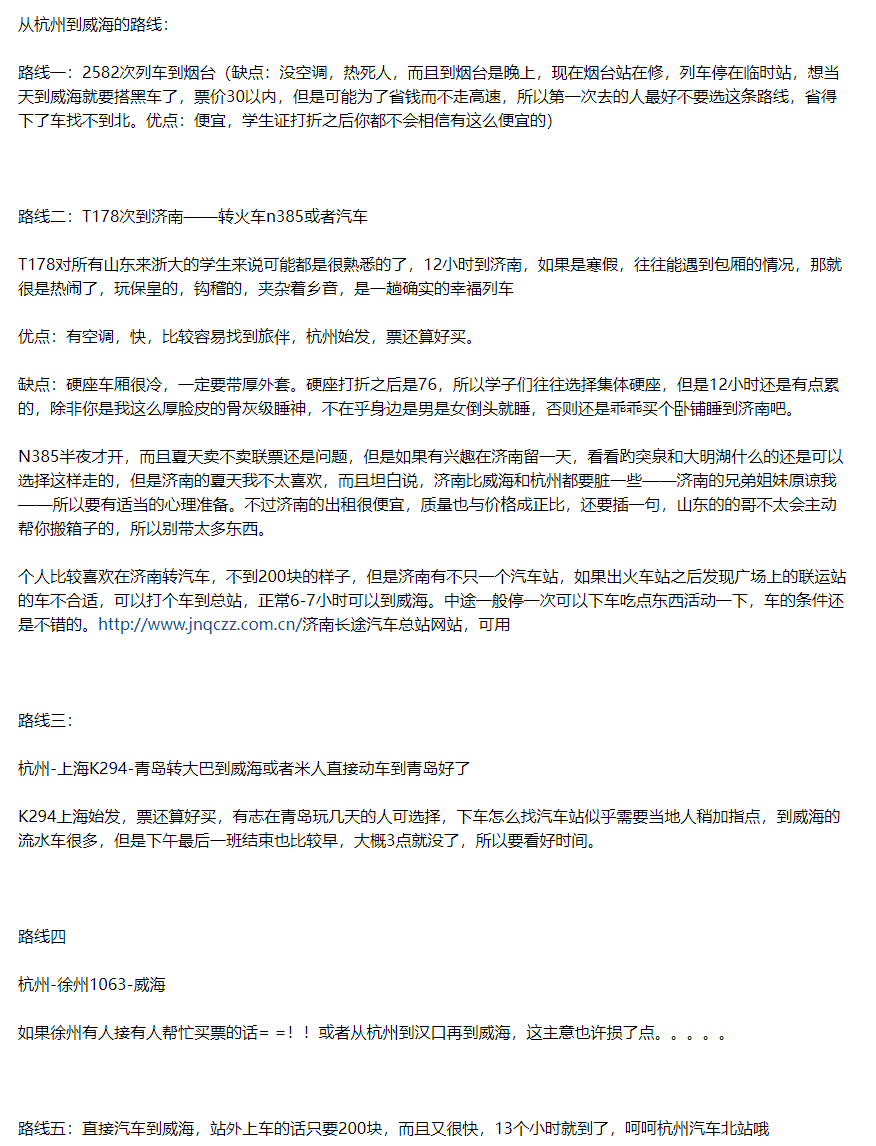 从杭州到威海的路线：
路线一：2582次列车到烟台（缺点：没空调，热死人，而且到烟台是晚上，现在烟台站在修，列车停在临时站，想当
天到威海就要搭黑车了，票价30以内，但是可能为了省钱而不走高速，所以第一次去的人最好不要选这条路线，省得
下了车找不到北。优点：便宜，学生证打折之后你都不会相信有这么便宜的）
路线二：T178次到济南——转火车n385或者汽车
T178对所有山东来浙大的学生来说可能都是很熟悉的了，12小时到济南，如果是寒假，往往能遇到包厢的情况，那就
很是热闹了，玩保皇的，钩稽的，夹杂着乡音，是一趟确实的幸福列车
优点：有空调，快，比较容易找到旅伴，杭州始发，票还算好买。
缺点：硬座车厢很冷，一定要带厚外套。硬座打折之后是76，所以学子们往往选择集体硬座，但是12小时还是有点累
的，除非你是我这么厚脸皮的骨灰级睡神，不在乎身边是男是女倒头就睡，否则还是乖乖买个卧铺睡到济南吧。
N385半夜才开，而且夏天卖不卖联票还是问题，但是如果有兴趣在济南留一天，看看趵突泉和大明湖什么的还是可以
选择这样走的，但是济南的夏天我不太喜欢，而且坦白说，济南比威海和杭州都要脏一些——济南的兄弟姐妹原谅我
——所以要有适当的心理准备。不过济南的出租很便宜，质量也与价格成正比，还要插一句，山东的的哥不太会主动
帮你搬箱子的，所以别带太多东西。
个人比较喜欢在济南转汽车，不到200块的样子，但是济南有不只一个汽车站，如果出火车站之后发现广场上的联运站
的车不合适，可以打个车到总站，正常6-7小时可以到威海。中途一般停一次可以下车吃点东西活动一下，车的条件还
是不错的。http://www.jnqczz.com.cn/济南长途汽车总站网站，可用
路线三：
杭州-上海K294-青岛转大巴到威海或者米人直接动车到青岛好了
K294上海始发，票还算好买，有志在青岛玩几天的人可选择，下车怎么找汽车站似乎需要当地人稍加指点，到威海的
流水车很多，但是下午最后一班结束也比较早，大概3点就没了，所以要看好时间。
路线四
杭州-徐州1063-威海
如果徐州有人接有人帮忙买票的话= =！！或者从杭州到汉口再到威海，这主意也许损了点。。。。。
路线五：直接汽车到威海，站外上车的话只要200块，而且又很快，13个小时就到了，呵呵杭州汽车北站哦